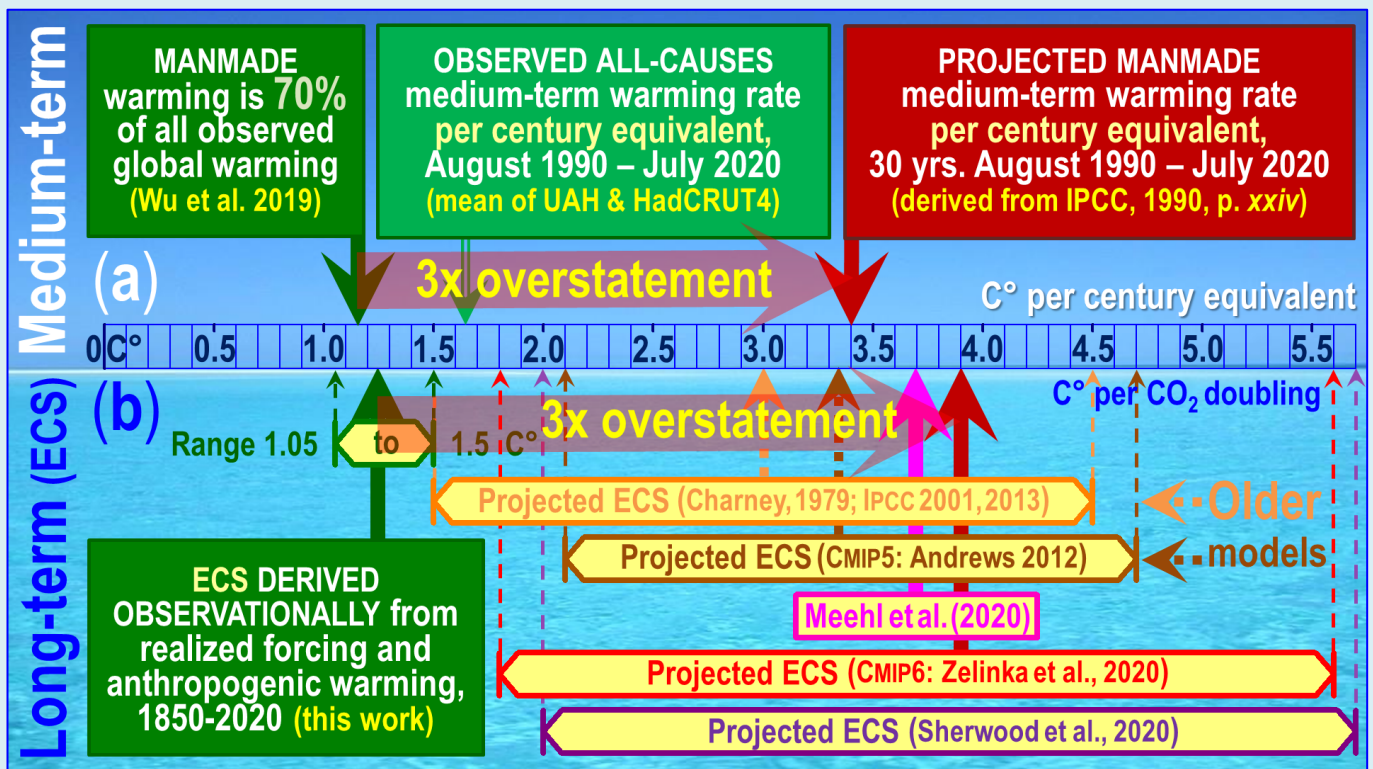 Medium-term
MANMADE
warming is 70%
of all observed
global warming
(Wu et al. 2019)
OBSERVED ALL-CAUSES
medium-term warming rate
per century equivalent,
August 1990 – July 2020
(mean of UAH & HadCRUT4)
PROJECTED MANMADE
medium-term warming rate
per century equivalent,
30 yrs. August 1990 – July 2020
(derived from IPCC, 1990, p. xxiv)
(a)
3x overstatement
C° per century equivalent
0C° 0.5 1.0 1.5 2.0 2.5 3.0 3.5 4.0 4.5 5.0 5.5
Long-term (ECS)
(b)
3x overstatement
C° per CO₂ doubling
Range 1.05 to 1.5 C°
Projected ECS (Charney, 1979; IPCC 2001, 2013)
Older
Projected ECS (CMIP5: Andrews 2012)
models
ECS DERIVED
OBSERVATIONALLY from
realized forcing and
anthropogenic warming,
1850-2020 (this work)
Meehl et al. (2020)
Projected ECS (CMIP6: Zelinka et al., 2020)
Projected ECS (Sherwood et al., 2020)